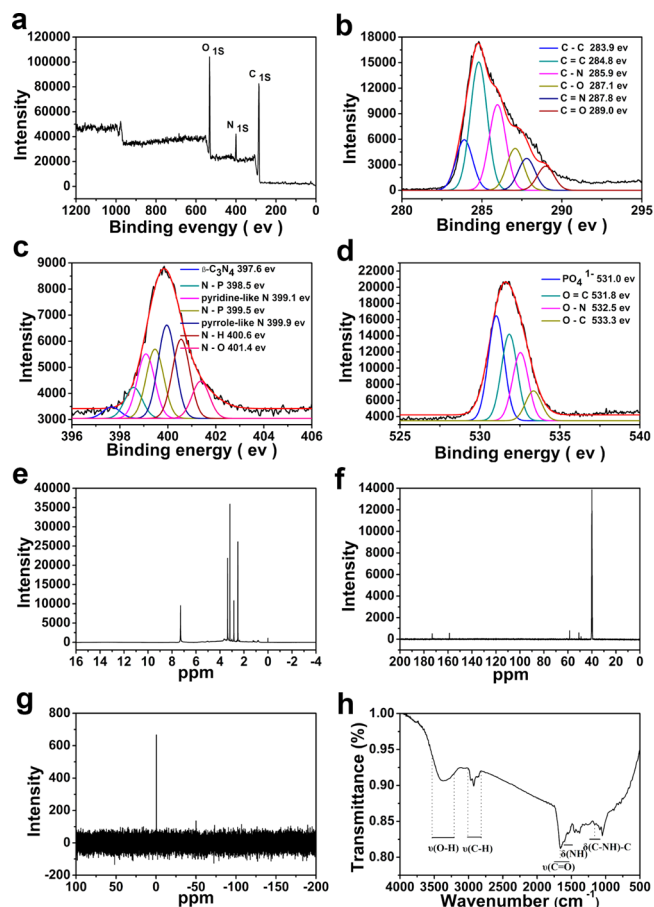 a
Intensity
120000
100000
80000
60000
40000
20000
0
O 1S
C 1S
N 1S
1200 1000 800 600 400 200 0
Binding evengy ( ev )
b
Intensity
18000
15000
12000
9000
6000
3000
0
C - C 283.9 ev
C = C 284.8 ev
C - N 285.9 ev
C - O 287.1 ev
C = N 287.8 ev
C = O 289.0 ev
280 285 290 295
Binding energy ( ev )
c
Intensity
9000
8000
7000
6000
5000
4000
3000
ß-C3N4 397.6 ev
N - P 398.5 ev
pyridine-like N 399.1 ev
N - P 399.5 ev
pyrrole-like N 399.9 ev
N - H 400.6 ev
N - O 401.4 ev
396 398 400 402 404 406
Binding energy ( ev )
d
Intensity
22000
20000
18000
16000
14000
12000
10000
8000
6000
4000
PO4 1- 531.0 ev
O = C 531.8 ev
O - N 532.5 ev
O - C 533.3 ev
525 530 535 540
Binding energy ( ev )
e
Intensity
40000
35000
30000
25000
20000
15000
10000
5000
0
16 14 12 10 8 6 4 2 0 -2 -4
ppm
f
Intensity
14000
12000
10000
8000
6000
4000
2000
0
200 180 160 140 120 100 80 60 40 20 0
ppm
g
Intensity
800
600
400
200
0
-200
100 50 0 -50 -100 -150 -200
ppm
h
Transmittance (%)
1.00
0.95
0.90
0.85
0.80
υ(O-H)
υ(C-H)
δ(NH)
δ(C-NH)-C
υ(C=O)
4000 3500 3000 2500 2000 1500 1000 500
Wavenumber (cm-1)